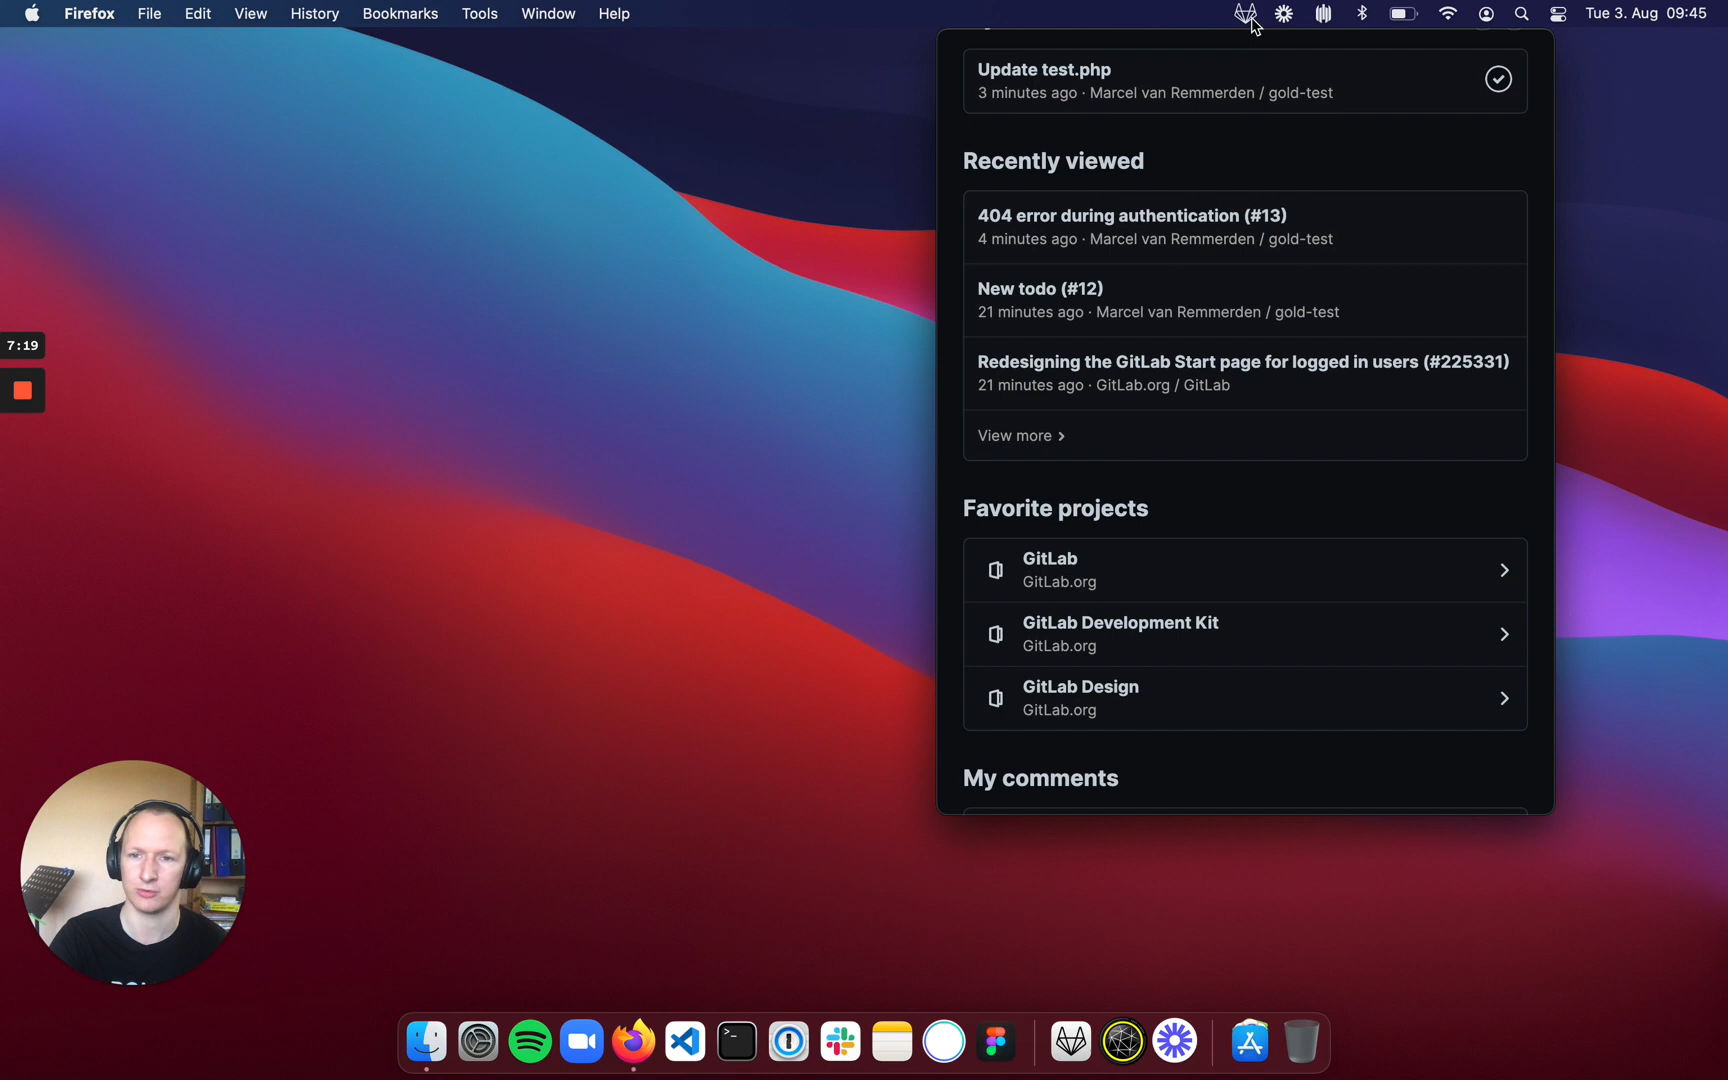 Firefox File Edit View History Bookmarks Tools Window Help
Tue 3. Aug 09:45
Update test.php
3 minutes ago · Marcel van Remmerden / gold-test
Recently viewed
404 error during authentication (#13)
4 minutes ago · Marcel van Remmerden / gold-test
New todo (#12)
21 minutes ago · Marcel van Remmerden / gold-test
Redesigning the GitLab Start page for logged in users (#225331)
21 minutes ago · GitLab.org / GitLab
View more
Favorite projects
GitLab
GitLab.org
GitLab Development Kit
GitLab.org
GitLab Design
GitLab.org
My comments
7:19